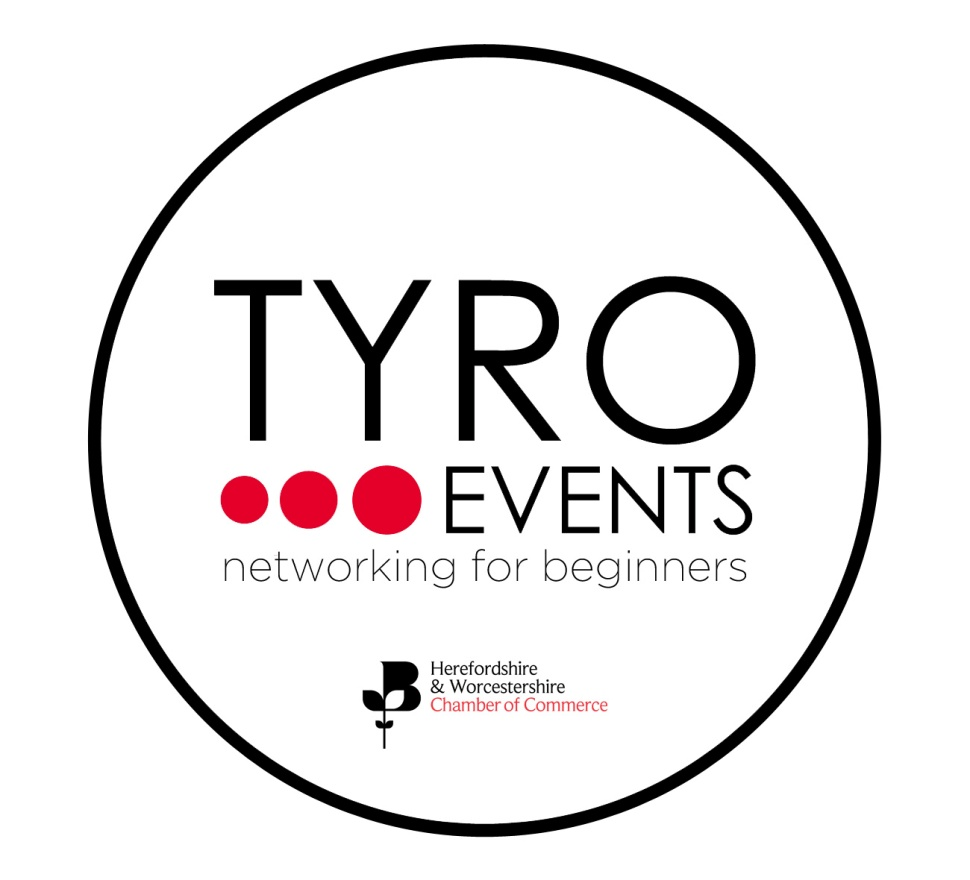 TYRO
EVENTS
networking for beginners
Herefordshire
& Worcestershire
Chamber of Commerce